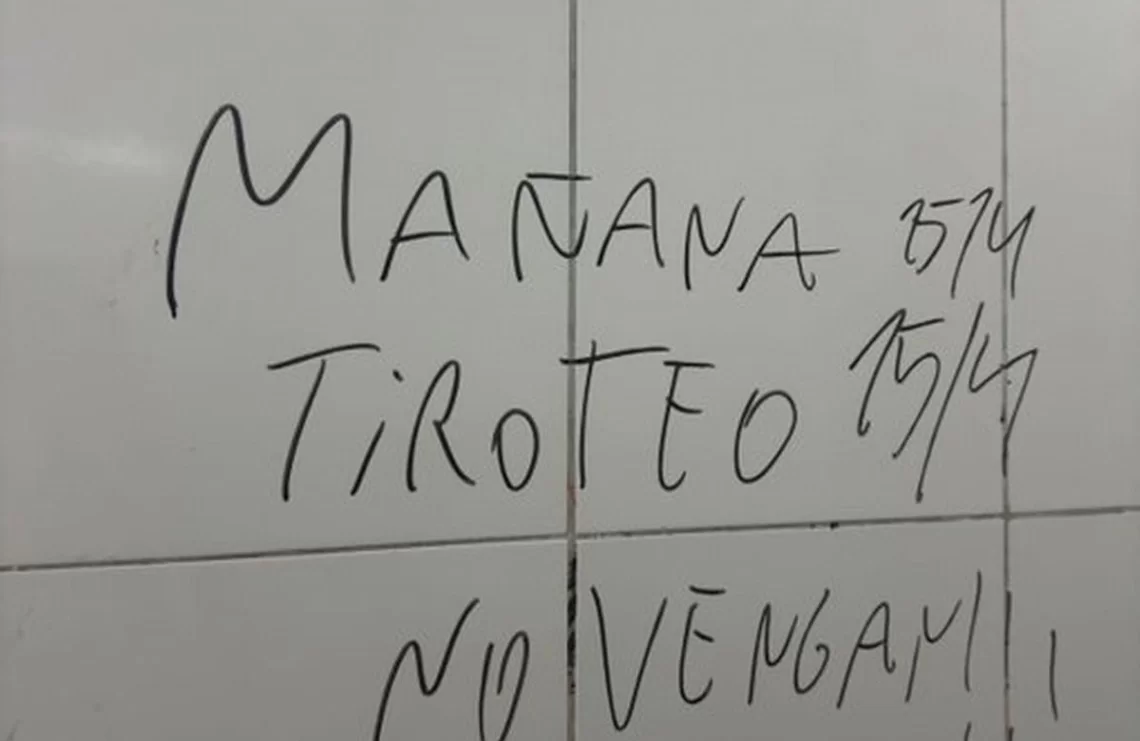 MAÑANA 15/4
TiROTEO 15/4
NO VENGAN!!!